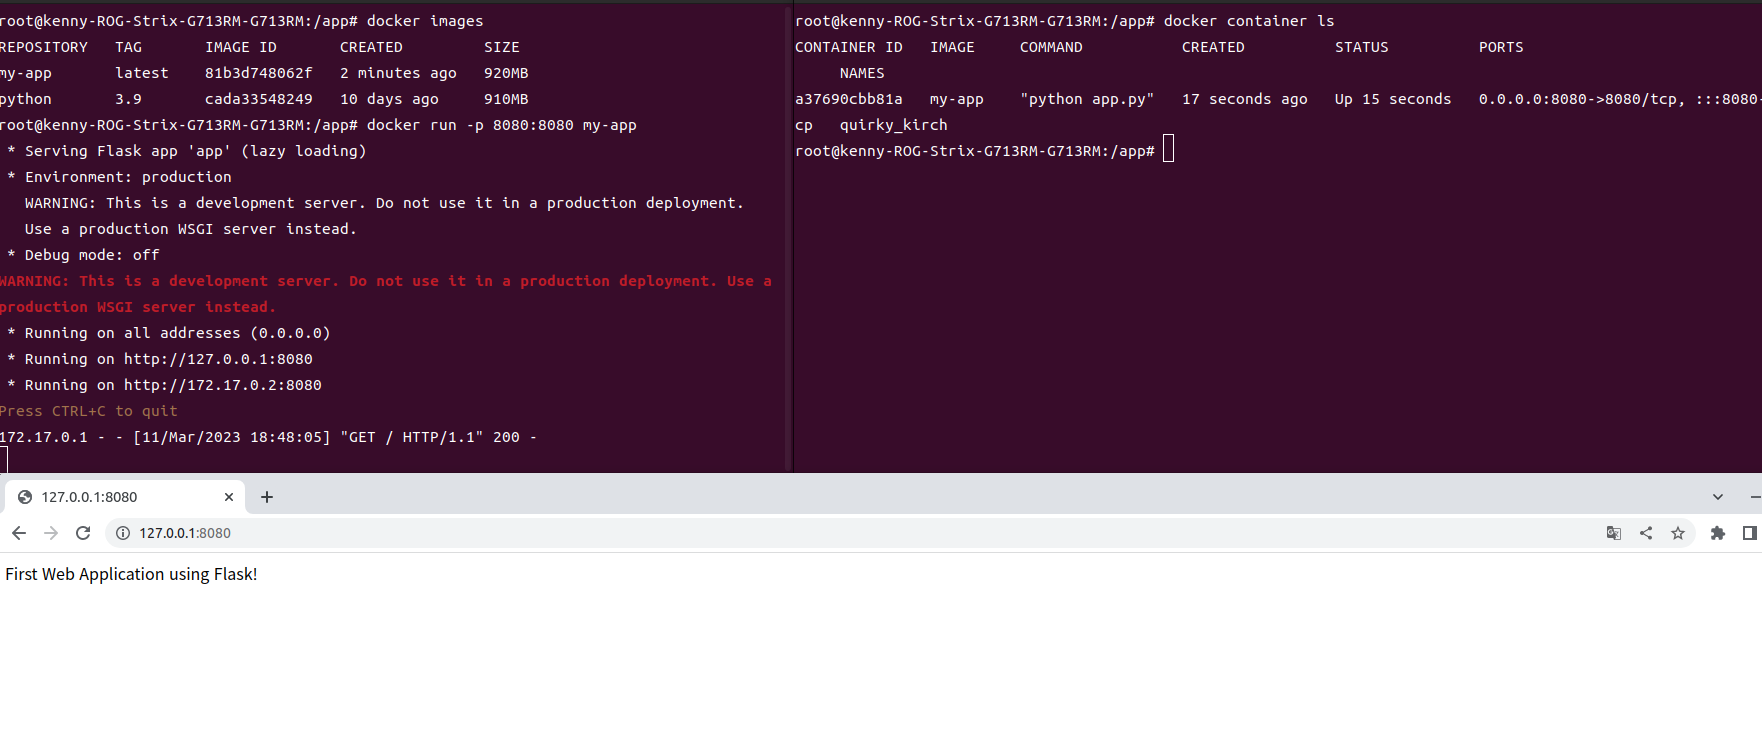 root@kenny-ROG-Strix-G713RM-G713RM:/app# docker images
REPOSITORY   TAG       IMAGE ID       CREATED         SIZE
my-app       latest    81b3d748062f   2 minutes ago   920MB
python       3.9       cada33548249   10 days ago     910MB
root@kenny-ROG-Strix-G713RM-G713RM:/app# docker run -p 8080:8080 my-app
 * Serving Flask app 'app' (lazy loading)
 * Environment: production
   WARNING: This is a development server. Do not use it in a production deployment.
   Use a production WSGI server instead.
 * Debug mode: off
WARNING: This is a development server. Do not use it in a production deployment. Use a
production WSGI server instead.
 * Running on all addresses (0.0.0.0)
 * Running on http://127.0.0.1:8080
 * Running on http://172.17.0.2:8080
Press CTRL+C to quit
172.17.0.1 - - [11/Mar/2023 18:48:05] "GET / HTTP/1.1" 200 -
root@kenny-ROG-Strix-G713RM-G713RM:/app# docker container ls
CONTAINER ID   IMAGE     COMMAND           CREATED          STATUS          PORTS
     NAMES
a37690cbb81a   my-app    "python app.py"   17 seconds ago   Up 15 seconds   0.0.0.0:8080->8080/tcp, :::8080-
cp   quirky_kirch
root@kenny-ROG-Strix-G713RM-G713RM:/app#
127.0.0.1:8080
127.0.0.1:8080
First Web Application using Flask!